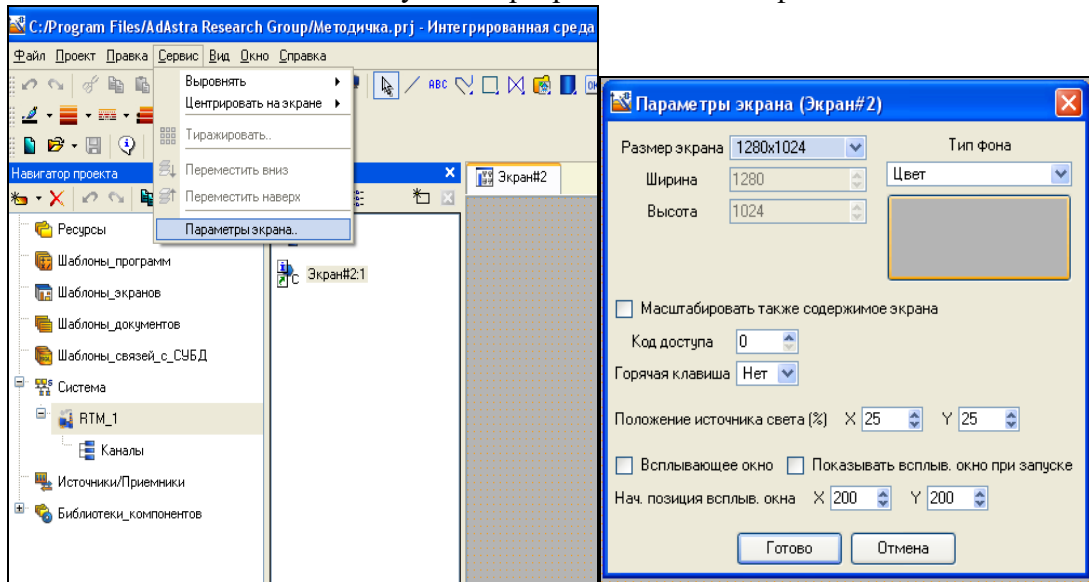 C:/Program Files/AdAstra Research Group/Методичка.prj - Интегрированная среда
Файл Проект Правка Сервис Вид Окно Справка
ABC
Выровнять
Центрировать на экране
Тиражировать..
Переместить вниз
Переместить наверх
Параметры экрана..
Навигатор проекта
Ресурсы
Шаблоны_программ
Шаблоны_экранов
Шаблоны_документов
Шаблоны_связей_с_СУБД
Система
RTM_1
Каналы
Источники/Приемники
Библиотеки_компонентов
Экран#2:1
Экран#2
Параметры экрана (Экран#2)
Размер экрана 1280x1024
Тип фона
Ширина 1280
Цвет
Высота 1024
Масштабировать также содержимое экрана
Код доступа 0
Горячая клавиша Нет
Положение источника света (%) X 25 Y 25
Всплывающее окно Показывать всплыв. окно при запуске
Нач. позиция всплыв. окна X 200 Y 200
Готово Отмена